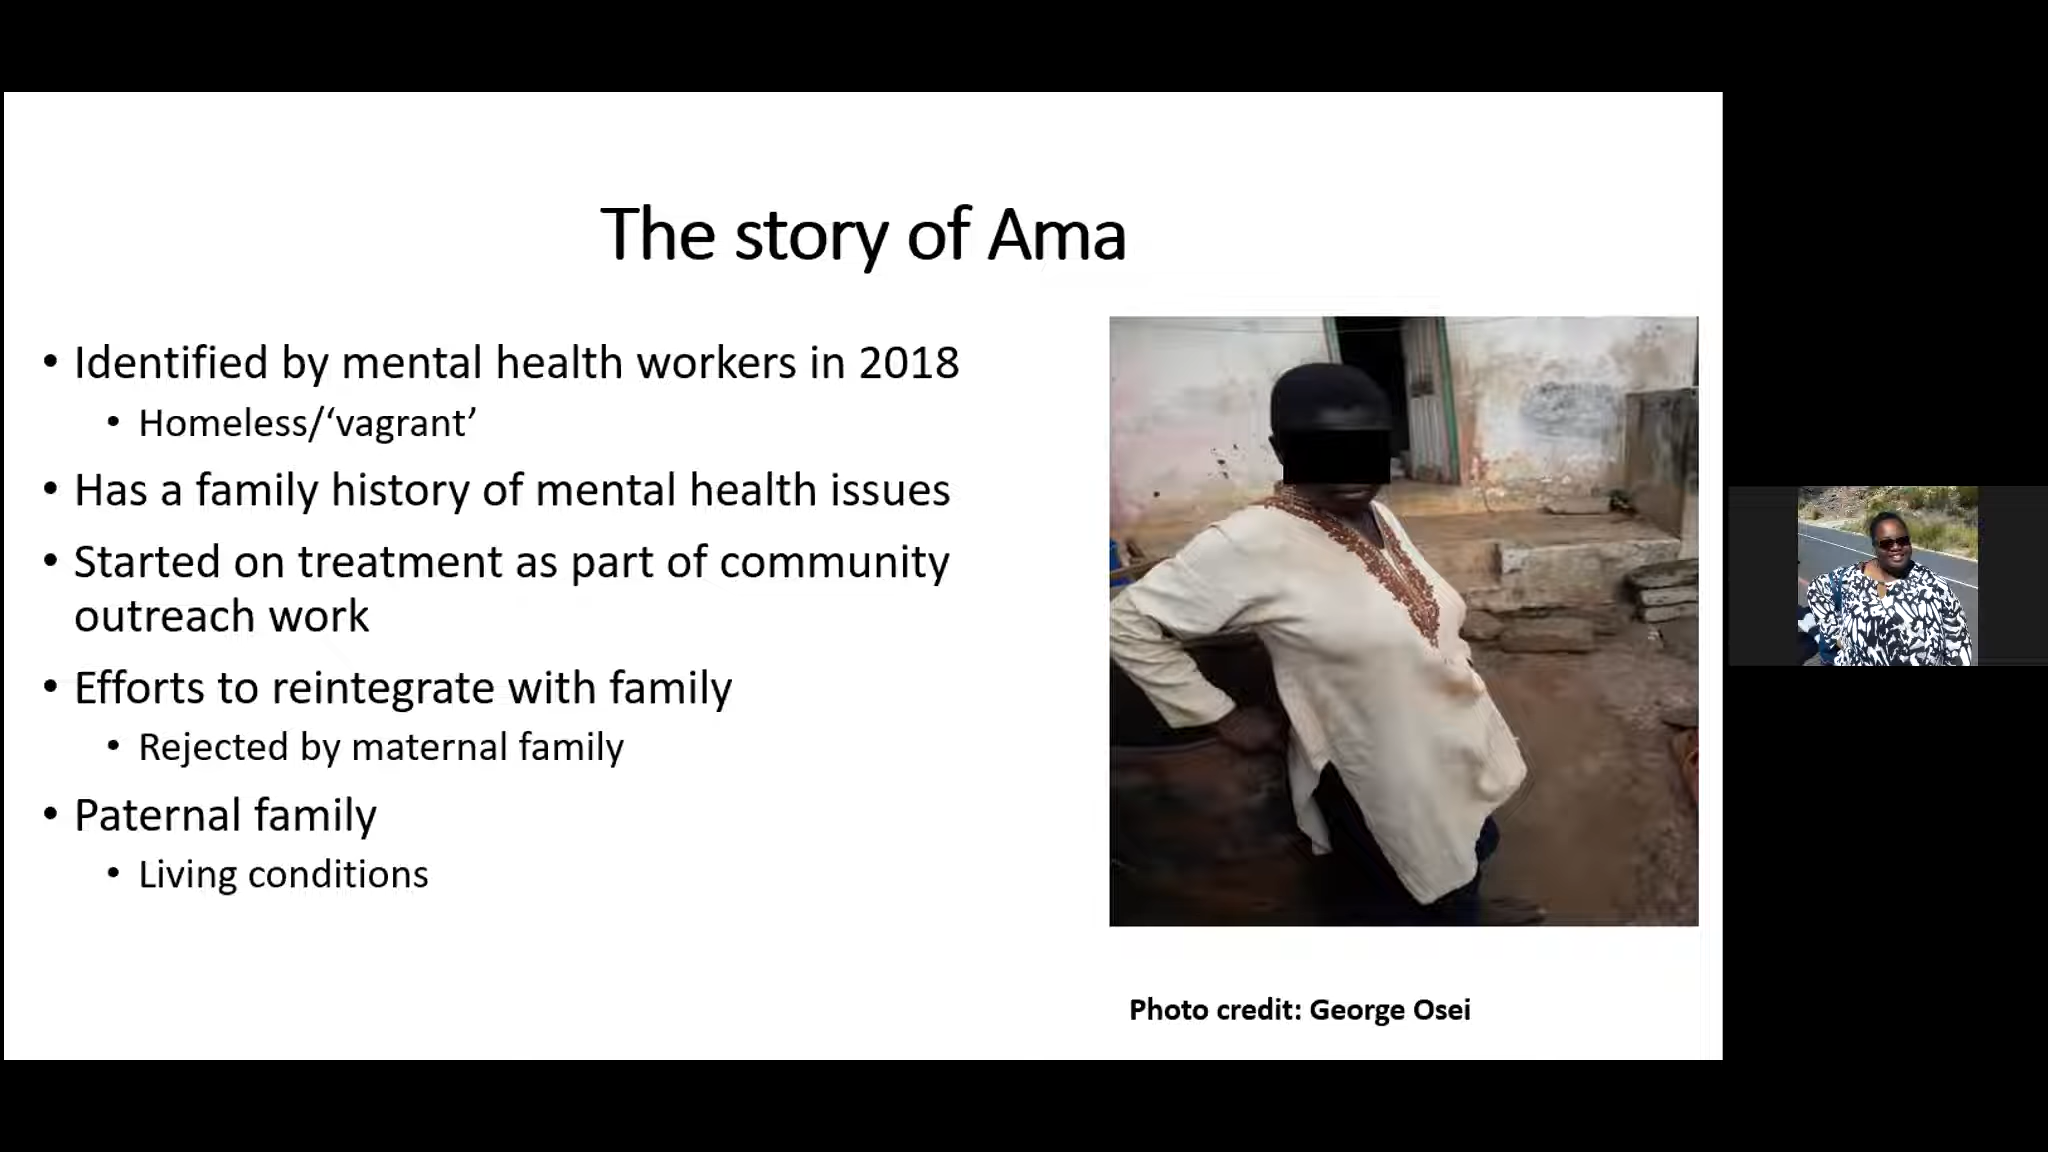 The story of Ama
• Identified by mental health workers in 2018
• Homeless/‘vagrant’
• Has a family history of mental health issues
• Started on treatment as part of community
outreach work
• Efforts to reintegrate with family
• Rejected by maternal family
• Paternal family
• Living conditions
Photo credit: George Osei